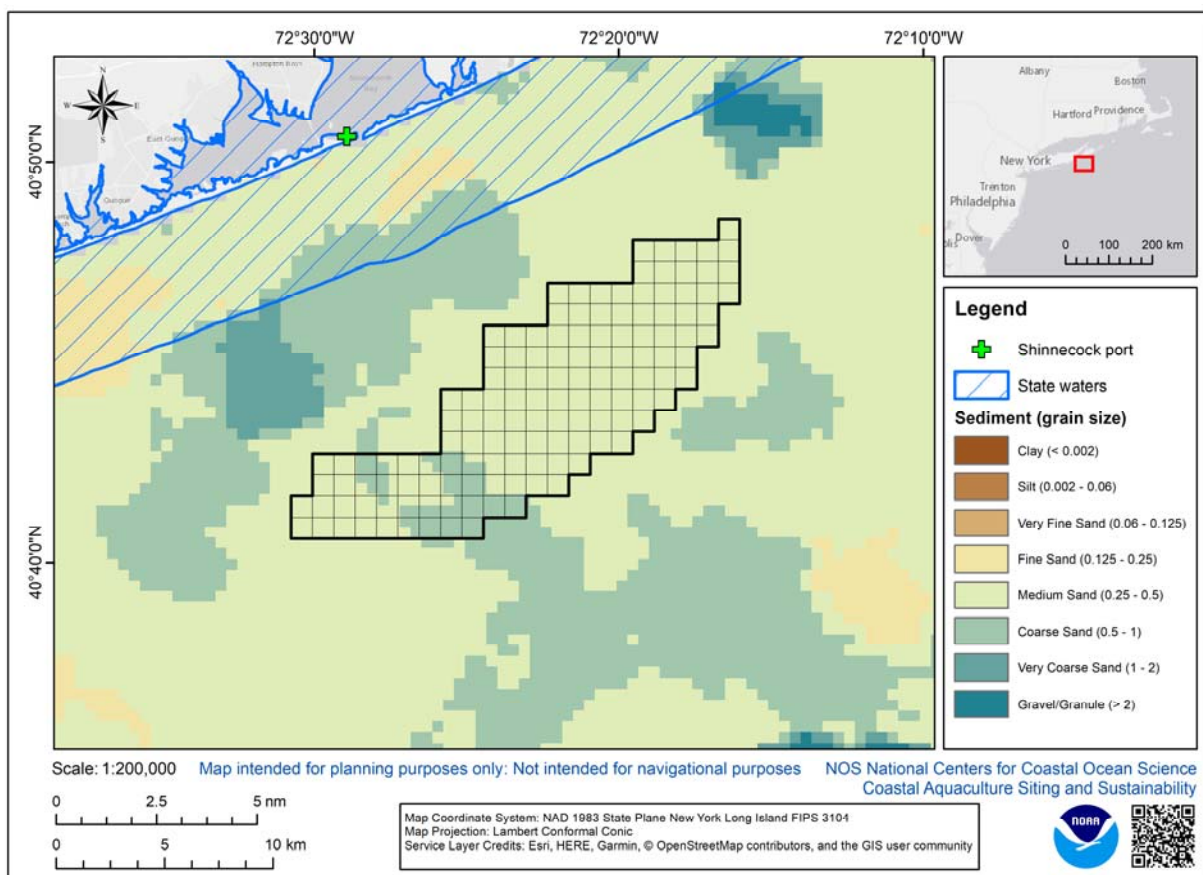 72°30'0"W
72°20'0"W
72°10'0"W
40°50'0"N
40°40'0"N
N
W E
S
Quogue
Albany
Boston
Hartford
Providence
New York
Trenton
Philadelphia
Dover
0 100 200 km
Legend
Shinnecock port
State waters
Sediment (grain size)
Clay (< 0.002)
Silt (0.002 - 0.06)
Very Fine Sand (0.06 - 0.125)
Fine Sand (0.125 - 0.25)
Medium Sand (0.25 - 0.5)
Coarse Sand (0.5 - 1)
Very Coarse Sand (1 - 2)
Gravel/Granule (> 2)
Scale: 1:200,000
Map intended for planning purposes only: Not intended for navigational purposes
NOS National Centers for Coastal Ocean Science
Coastal Aquaculture Siting and Sustainability
0 2.5 5 nm
0 5 10 km
Map Coordinate System: NAD 1983 State Plane New York Long Island FIPS 3104
Map Projection: Lambert Conformal Conic
Service Layer Credits: Esri, HERE, Garmin, © OpenStreetMap contributors, and the GIS user community
NOAA